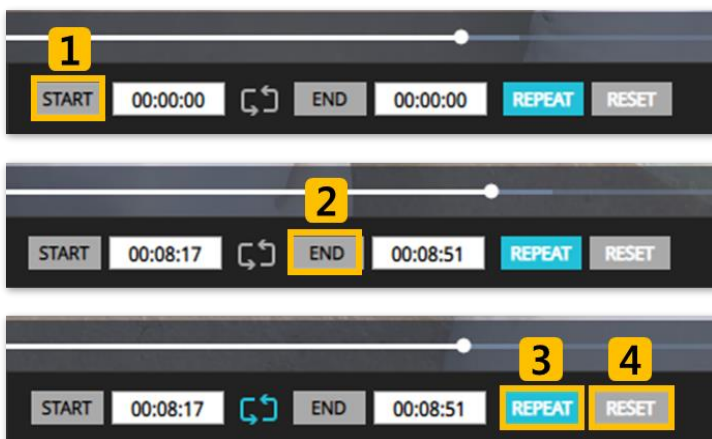 1
START 00:00:00 END 00:00:00 REPEAT RESET
2
START 00:08:17 END 00:08:51 REPEAT RESET
3 4
START 00:08:17 END 00:08:51 REPEAT RESET